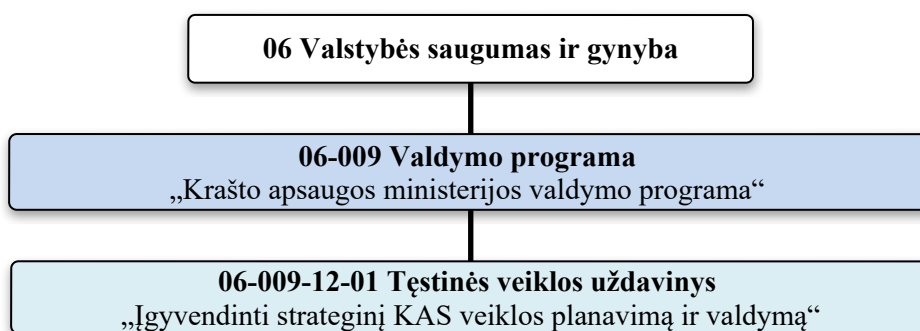 06 Valstybės saugumas ir gynyba
06-009 Valdymo programa
„Krašto apsaugos ministerijos valdymo programa“
06-009-12-01 Tęstinės veiklos uždavinys
„Įgyvendinti strateginį KAS veiklos planavimą ir valdymą“